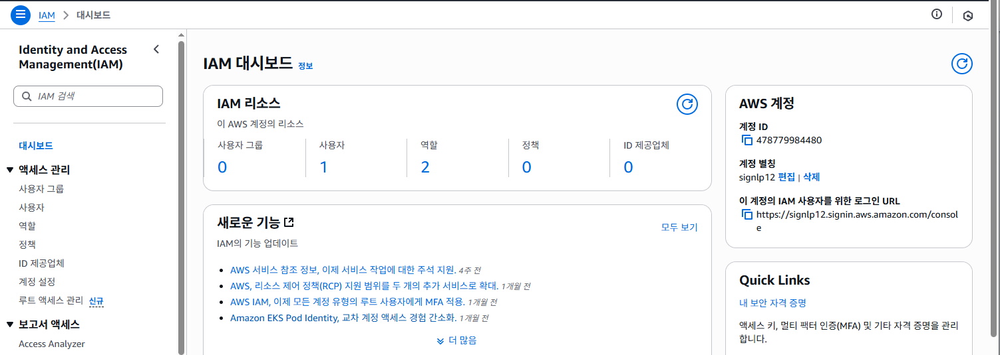 IAM > 대시보드
Identity and Access
Management(IAM)
IAM 검색
대시보드
액세스 관리
사용자 그룹
사용자
역할
정책
ID 제공업체
계정 설정
루트 액세스 관리 신규
보고서 액세스
Access Analyzer
IAM 대시보드 정보
IAM 리소스
이 AWS 계정의 리소스
사용자 그룹
0
사용자
1
역할
2
정책
0
ID 제공업체
0
새로운 기능
모두 보기
IAM의 기능 업데이트
AWS 서비스 참조 정보, 이제 서비스 작업에 대한 주석 지원. 4주 전
AWS, 리소스 제어 정책(RCP) 지원 범위를 두 개의 추가 서비스로 확대. 1개월 전
AWS IAM, 이제 모든 계정 유형의 루트 사용자에게 MFA 적용. 1개월 전
Amazon EKS Pod Identity, 교차 계정 액세스 경험 간소화. 1개월 전
더 많음
AWS 계정
계정 ID
478779984480
계정 별칭
signlp12 편집 | 삭제
이 계정의 IAM 사용자를 위한 로그인 URL
https://signlp12.signin.aws.amazon.com/consol
e
Quick Links
내 보안 자격 증명
액세스 키, 멀티 팩터 인증(MFA) 및 기타 자격 증명을 관리
합니다.